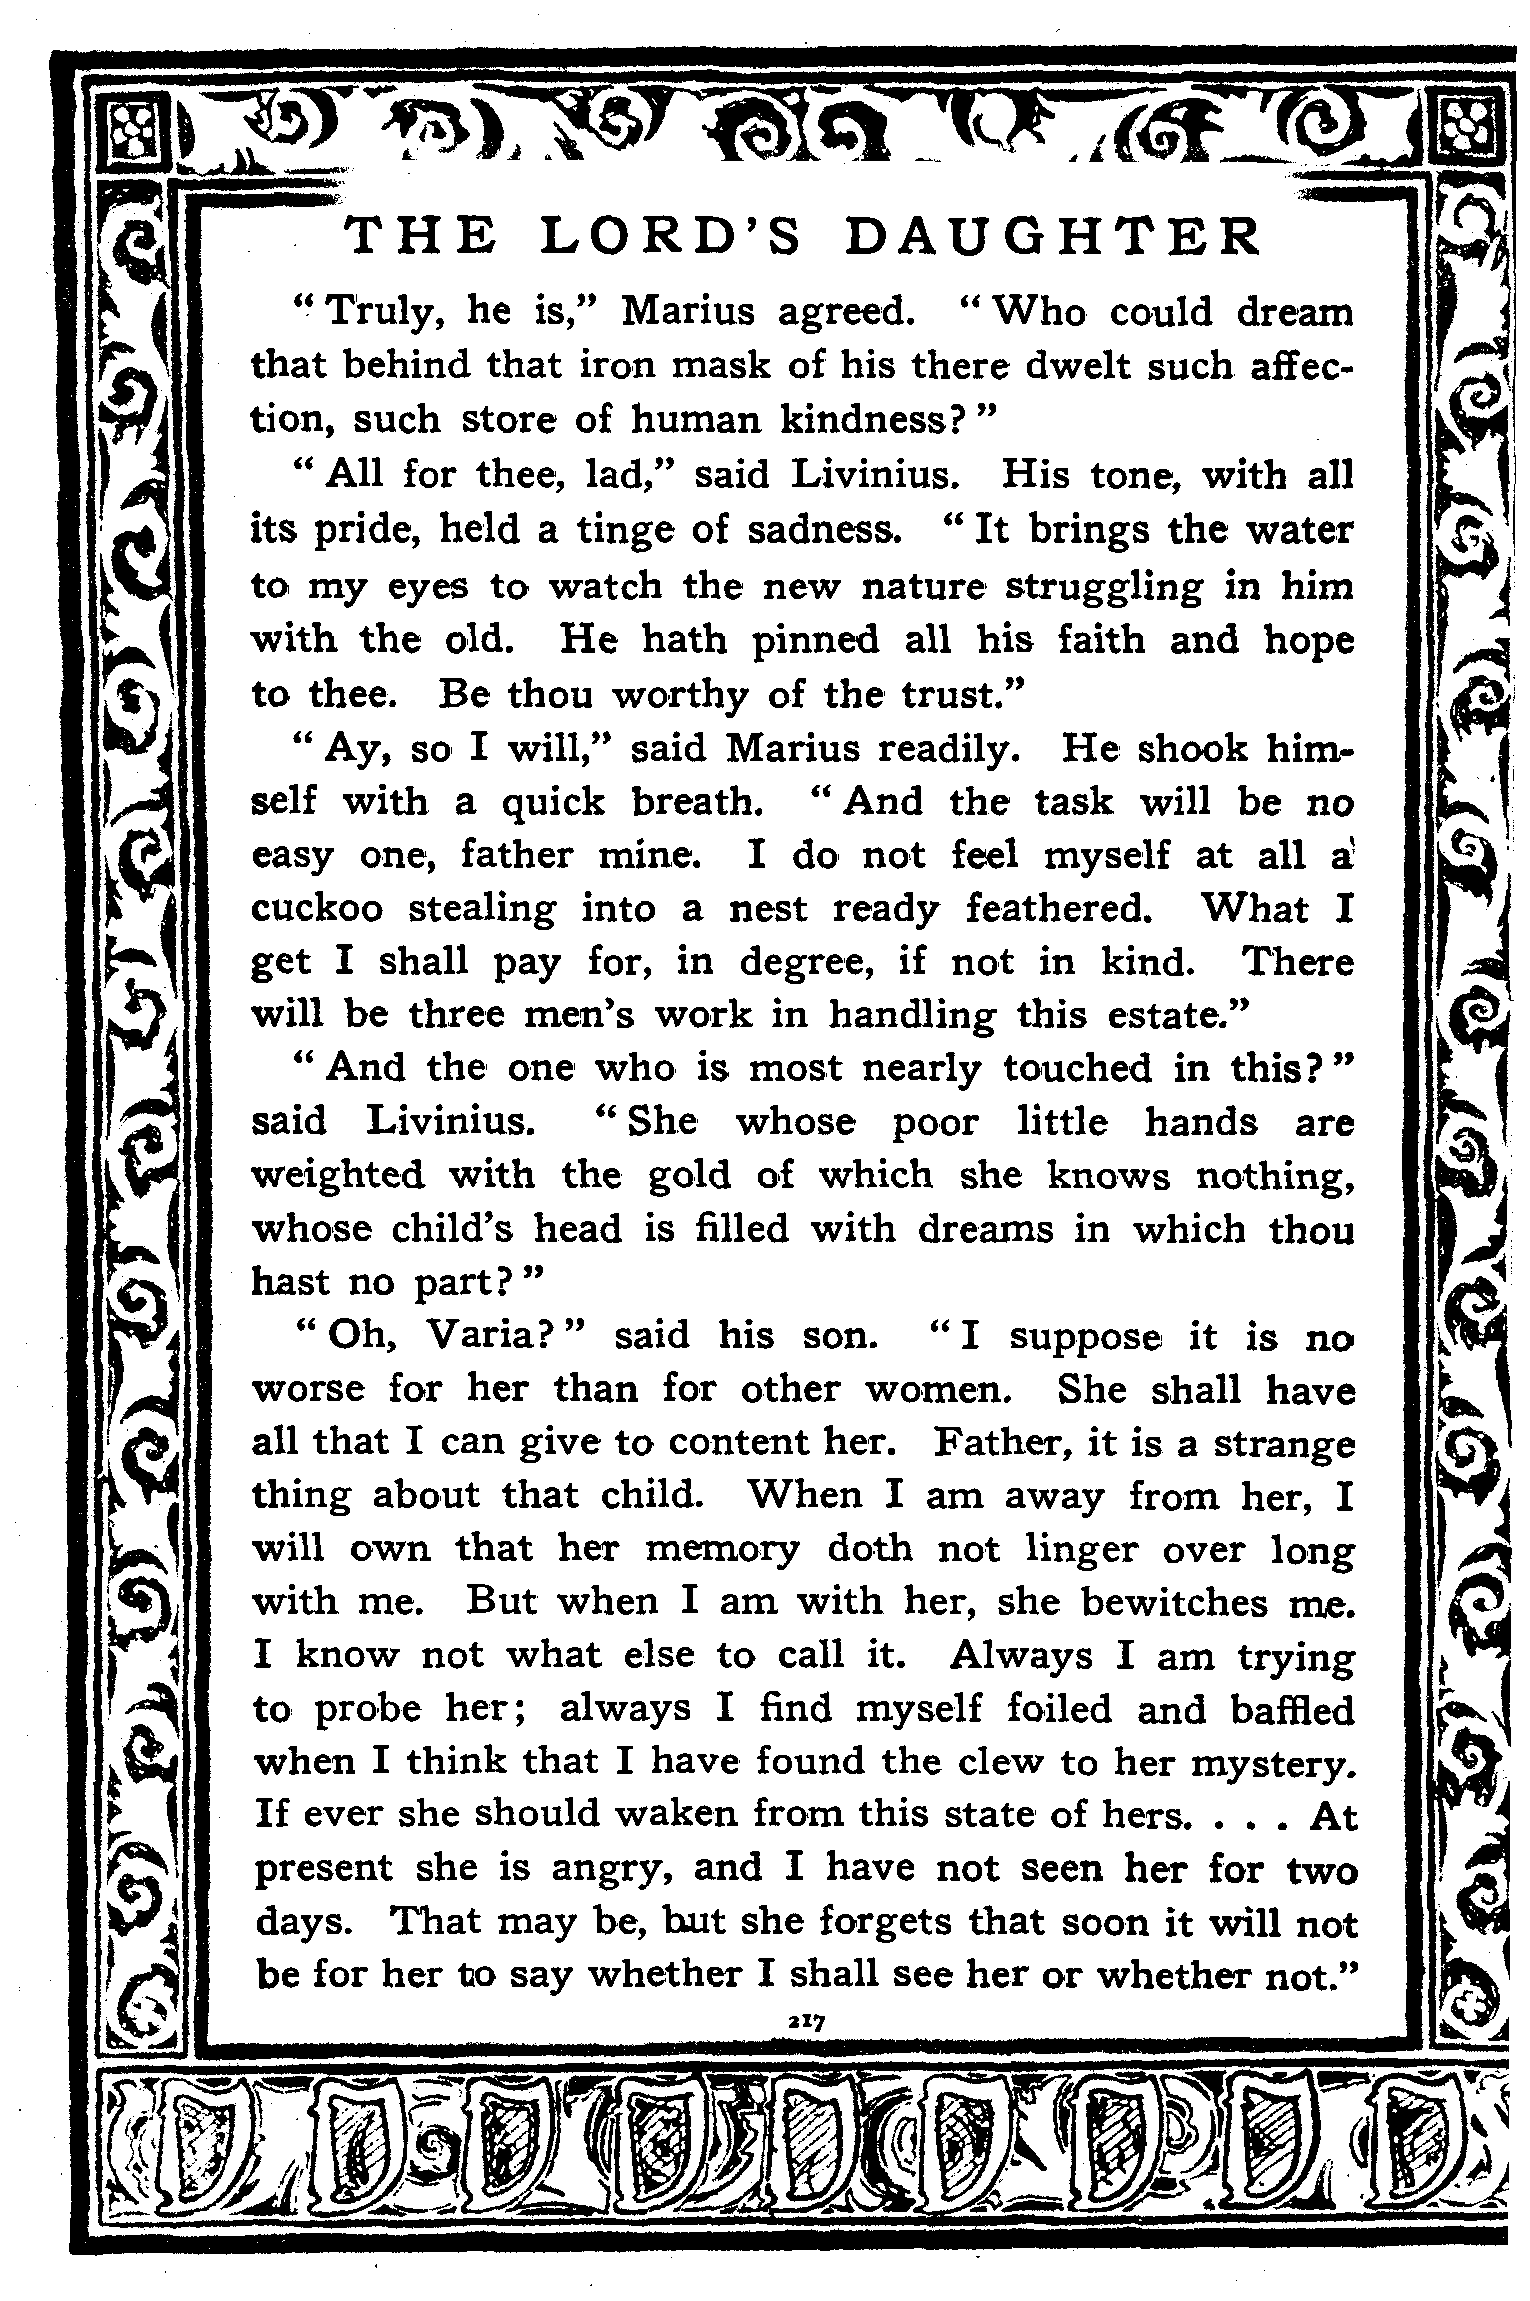 THE LORD'S DAUGHTER
“Truly, he is,” Marius agreed. “Who could dream
that behind that iron mask of his there dwelt such affec-
tion, such store of human kindness?”
“All for thee, lad,” said Livinius. His tone, with all
its pride, held a tinge of sadness. “It brings the water
to my eyes to watch the new nature struggling in him
with the old. He hath pinned all his faith and hope
to thee. Be thou worthy of the trust.”
“Ay, so I will,” said Marius readily. He shook him-
self with a quick breath. “And the task will be no
easy one, father mine. I do not feel myself at all a
cuckoo stealing into a nest ready feathered. What I
get I shall pay for, in degree, if not in kind. There
will be three men’s work in handling this estate.”
“And the one who is most nearly touched in this?”
said Livinius. “She whose poor little hands are
weighted with the gold of which she knows nothing,
whose child’s head is filled with dreams in which thou
hast no part?”
“Oh, Varia?” said his son. “I suppose it is no
worse for her than for other women. She shall have
all that I can give to content her. Father, it is a strange
thing about that child. When I am away from her, I
will own that her memory doth not linger over long
with me. But when I am with her, she bewitches me.
I know not what else to call it. Always I am trying
to probe her; always I find myself foiled and baffled
when I think that I have found the clew to her mystery.
If ever she should waken from this state of hers. . . . At
present she is angry, and I have not seen her for two
days. That may be, but she forgets that soon it will not
be for her to say whether I shall see her or whether not.”
217